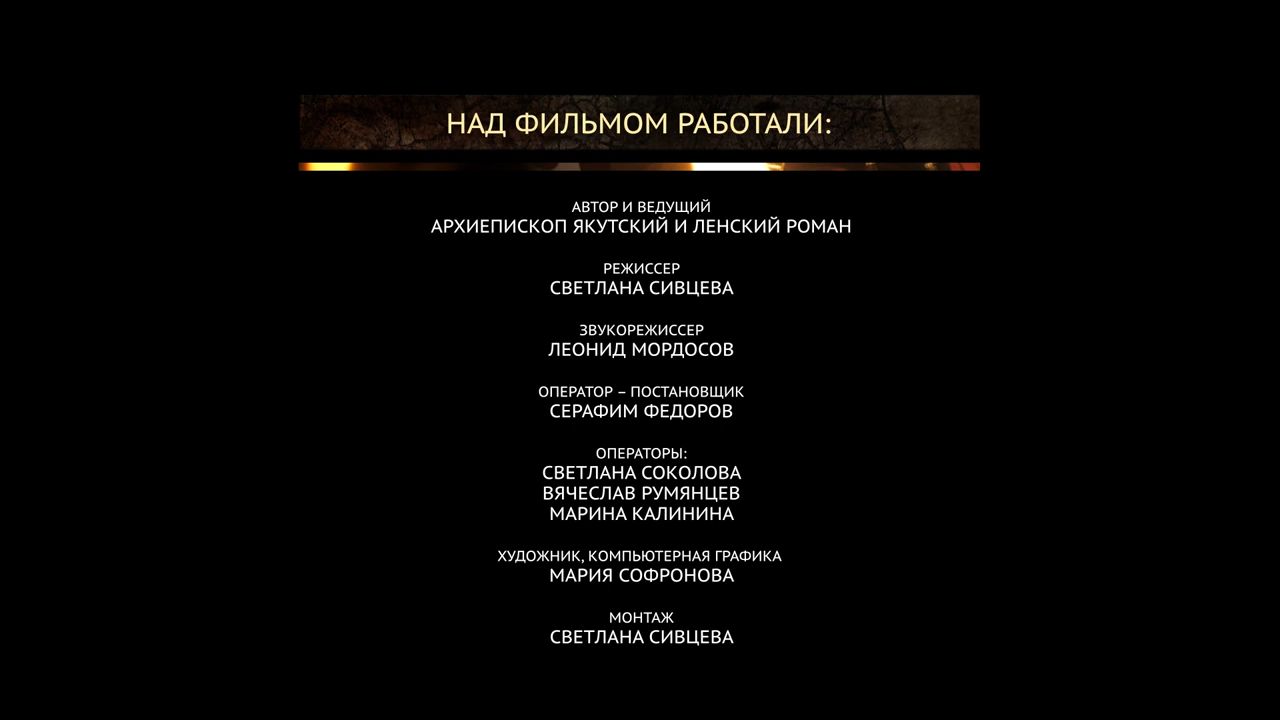 НАД ФИЛЬМОМ РАБОТАЛИ:
АВТОР И ВЕДУЩИЙ
АРХИЕПИСКОП ЯКУТСКИЙ И ЛЕНСКИЙ РОМАН
РЕЖИССЕР
СВЕТЛАНА СИВЦЕВА
ЗВУКОРЕЖИССЕР
ЛЕОНИД МОРДОСОВ
ОПЕРАТОР – ПОСТАНОВЩИК
СЕРАФИМ ФЕДОРОВ
ОПЕРАТОРЫ:
СВЕТЛАНА СОКОЛОВА
ВЯЧЕСЛАВ РУМЯНЦЕВ
МАРИНА КАЛИНИНА
ХУДОЖНИК, КОМПЬЮТЕРНАЯ ГРАФИКА
МАРИЯ СОФРОНОВА
МОНТАЖ
СВЕТЛАНА СИВЦЕВА